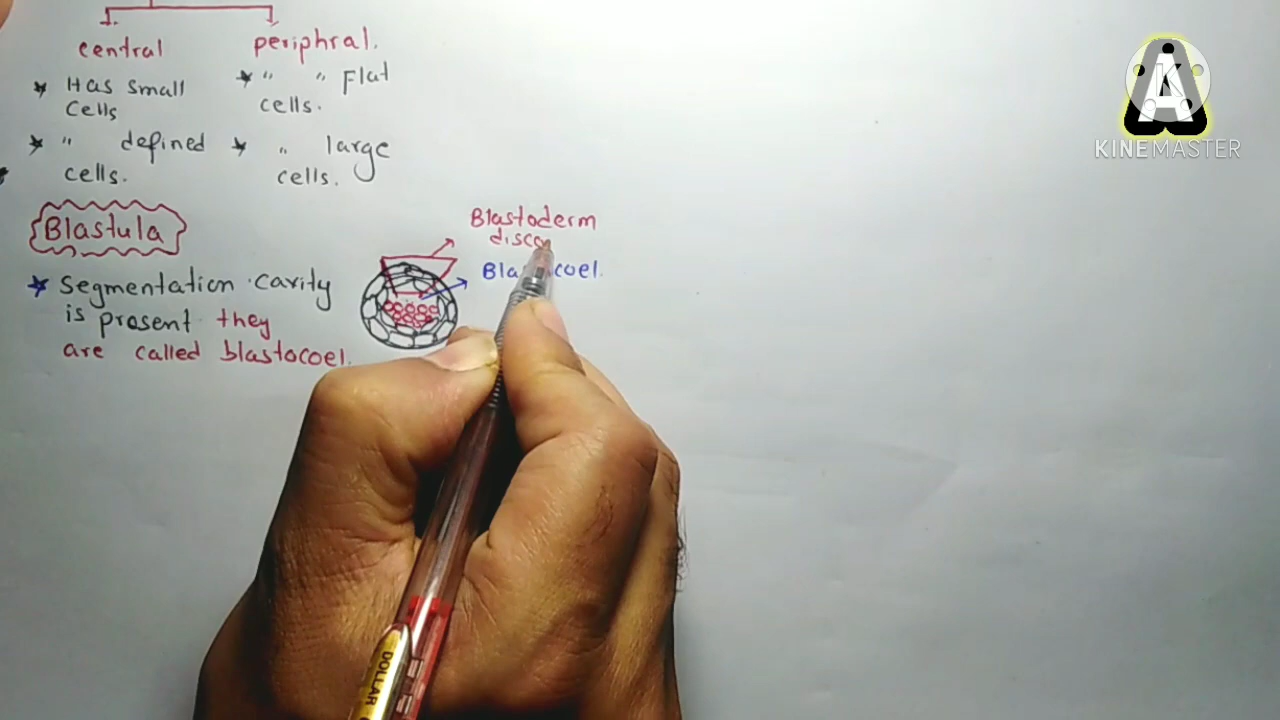 central periphral.
* Has small * " " Flat
cells cells.
* " defined * " large
cells. cells.
Blastula
Blastoderm
* segmentation cavity
is present they
are called blastocoel.
KINEMASTER
DOLLAR